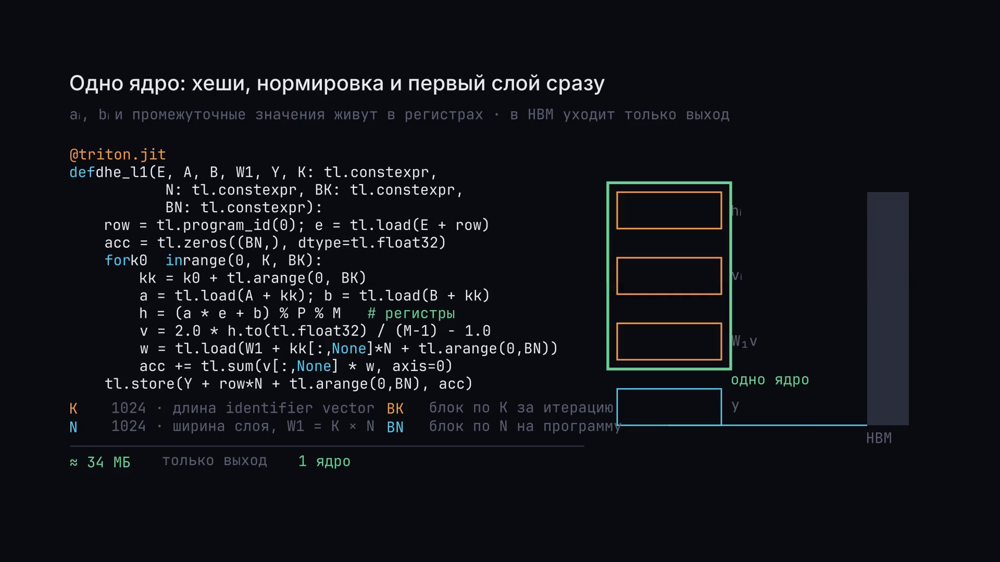 Одно ядро: хеши, нормировка и первый слой сразу
aᵢ, bᵢ и промежуточные значения живут в регистрах · в HBM уходит только выход
@triton.jit
defdhe_l1(E, A, B, W1, Y, K: tl.constexpr,
N: tl.constexpr, BK: tl.constexpr,
BN: tl.constexpr):
row = tl.program_id(0); e = tl.load(E + row)
acc = tl.zeros((BN,), dtype=tl.float32)
fork0  inrange(0, K, BK):
kk = k0 + tl.arange(0, BK)
a = tl.load(A + kk); b = tl.load(B + kk)
h = (a * e + b) % P % M   # регистры
v = 2.0 * h.to(tl.float32) / (M-1) - 1.0
w = tl.load(W1 + kk[:,None]*N + tl.arange(0,BN))
acc += tl.sum(v[:,None] * w, axis=0)
tl.store(Y + row*N + tl.arange(0,BN), acc)
K 1024 · длина identifier vector BK блок по K за итерацию
N 1024 · ширина слоя, W1 = K × N BN блок по N на программу
≈ 34 МБ только выход 1 ядро
hᵢ
vᵢ
W₁v
одно ядро
y
HBM